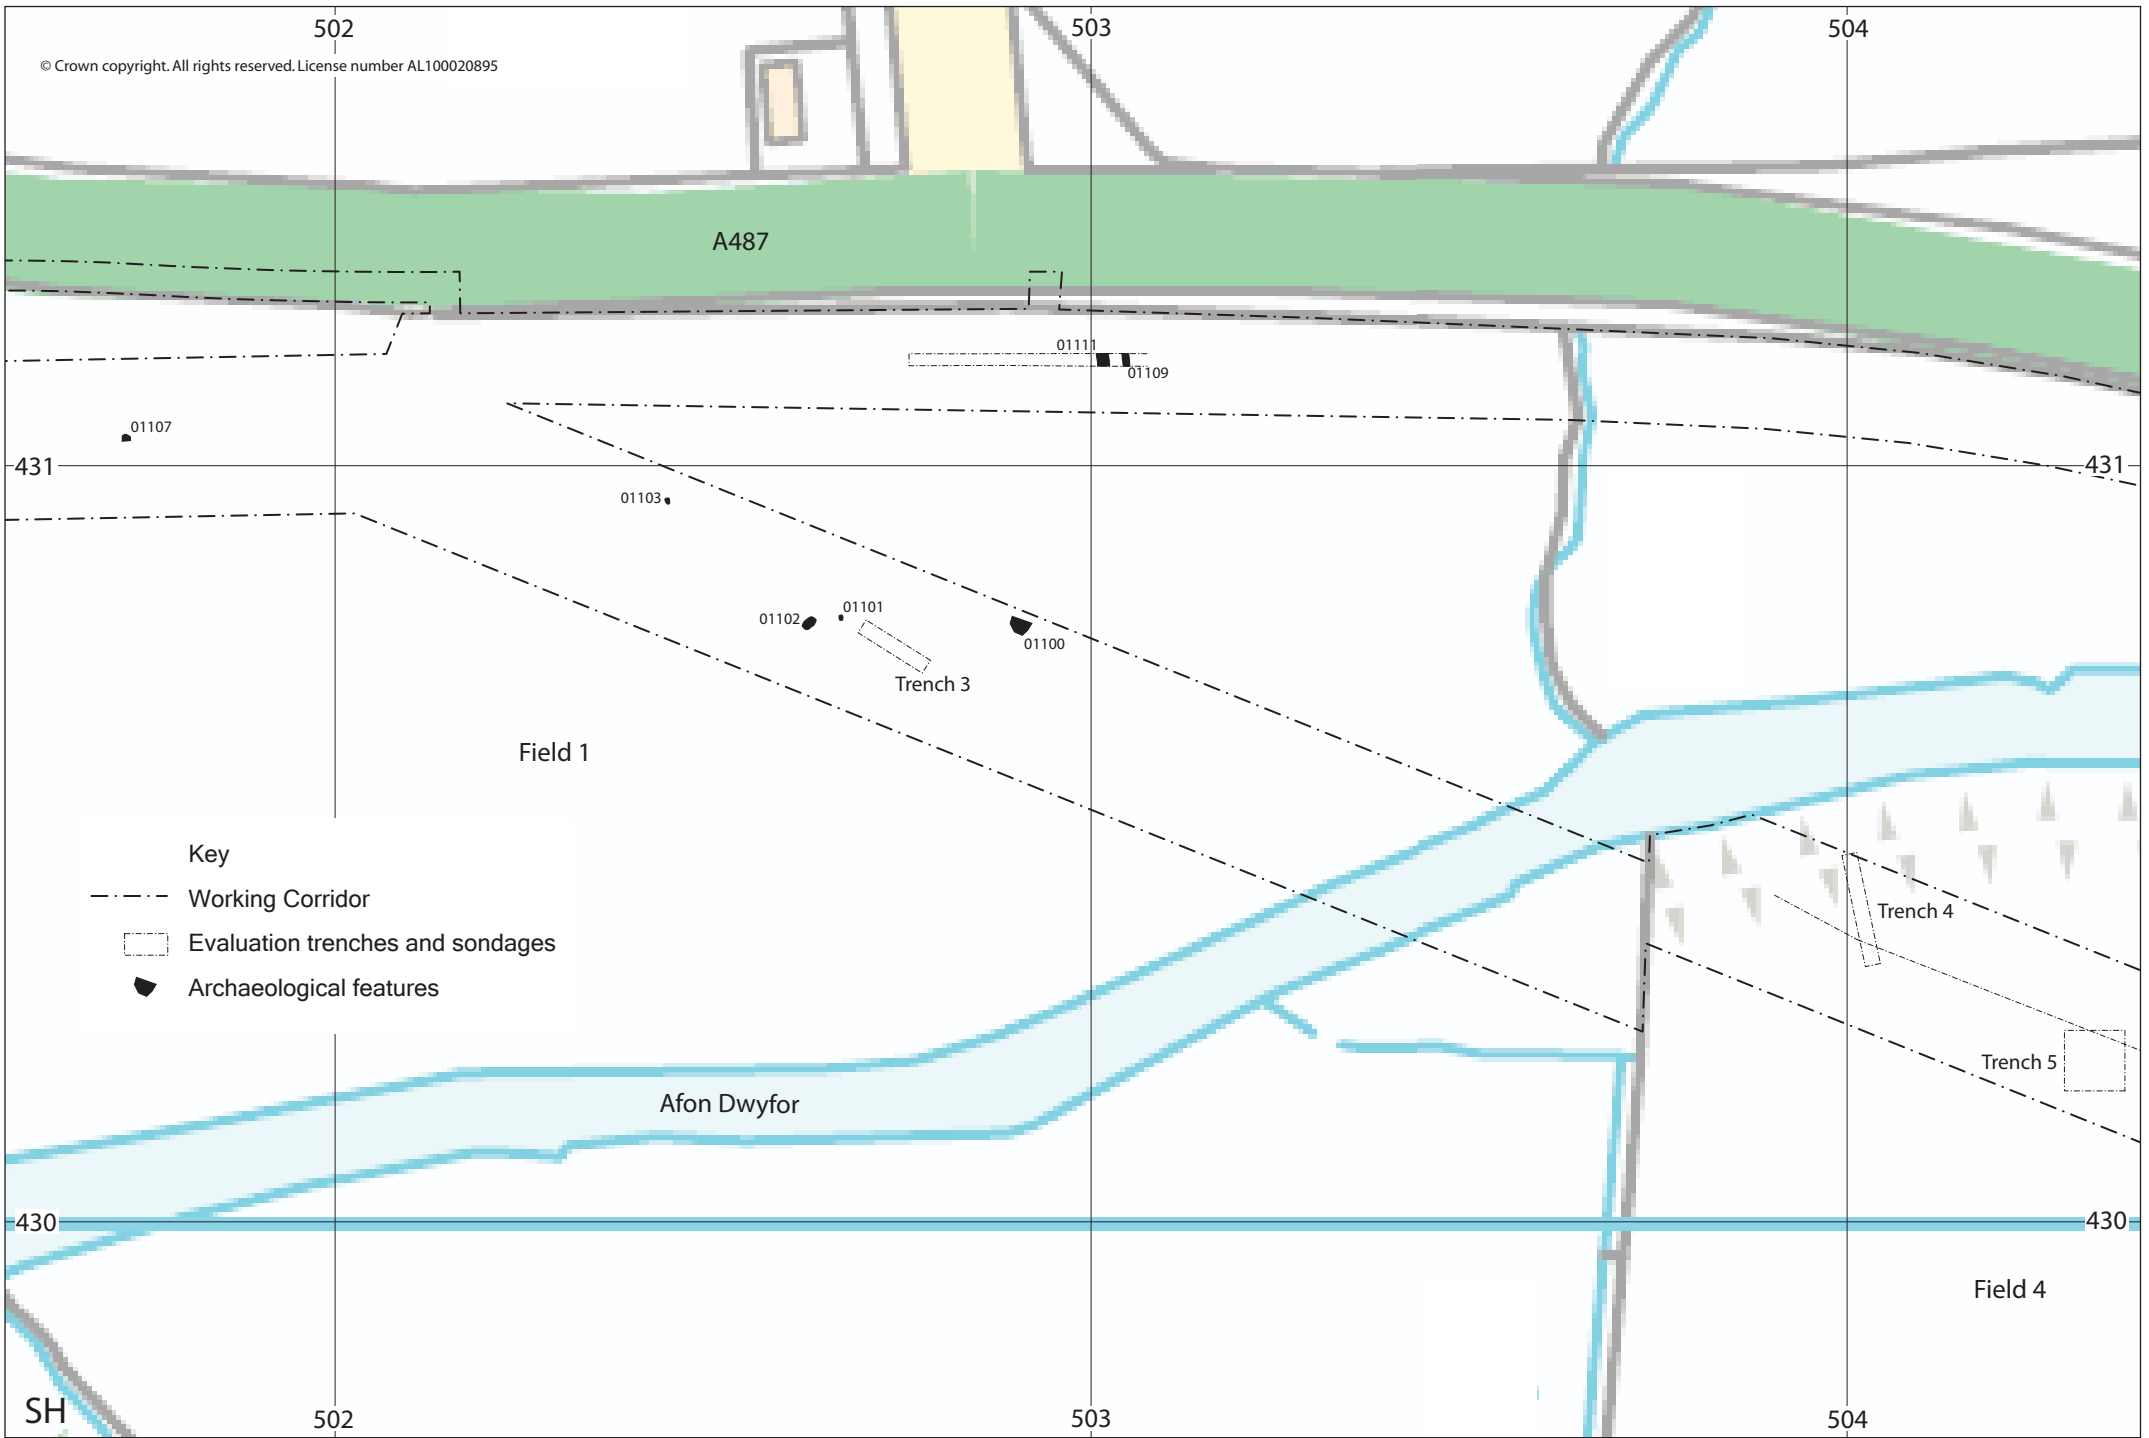 502
503
504
© Crown copyright. All rights reserved. License number AL100020895
A487
01111
01109
01107
431
431
01103
01101
01102
01100
Trench 3
Field 1
Key
Working Corridor
Evaluation trenches and sondages
Archaeological features
Trench 4
Trench 5
Afon Dwyfor
430
430
Field 4
SH
502
503
504